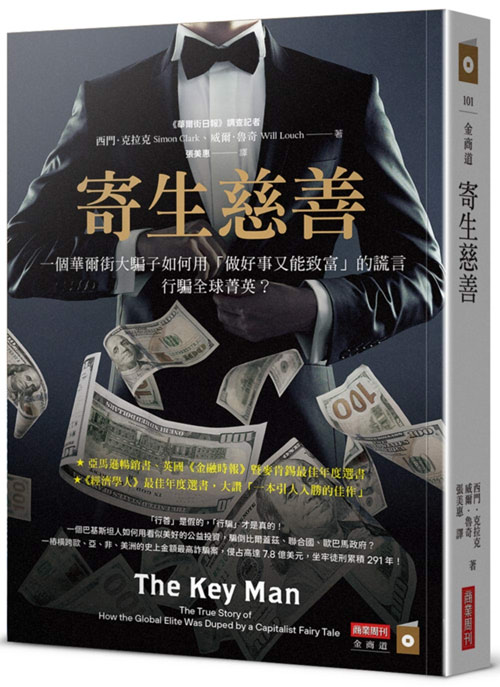 《華爾街日報》調查記者
西門·克拉克 Simon Clark、威爾·魯奇 Will Louch——著
張美惠——譯
寄生慈善
一個華爾街大騙子如何用「做好事又能致富」的謊言
行騙全球菁英？
100
★ 亞馬遜暢銷書、英國《金融時報》暨麥肯錫最佳年度選書
★《經濟學人》最佳年度選書，大讚「一本引人入勝的佳作」
「行善」是假的，「行騙」才是真的！
一個巴基斯坦人如何用看似美好的公益投資，騙倒比爾蓋茲、聯合國、歐巴馬政府？
一樁橫跨歐、亞、非、美洲的史上金額最高詐騙案，侵占高達 7.8 億美元，坐牢徒刑累積 291 年！
The Key Man
The True Story of
How the Global Elite Was Duped by a Capitalist Fairy Tale
商業周刊
金商道
101
金商道
寄生慈善
西門·克拉克
威爾·魯奇 著
張美惠 譯
商業周刊
金商道